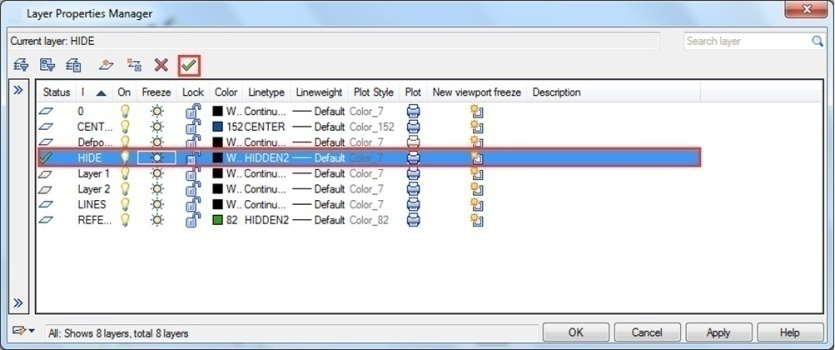 Layer Properties Manager
Current layer: HIDE
Search layer
Status I On Freeze Lock Color Linetype Lineweight Plot Style Plot New viewport freeze Description
0 W.. Continu... Default Color_7
CENT... 152 CENTER Default Color_152
Defpo... W.. Continu... Default Color_7
HIDE W.. HIDDEN2 Default Color_7
Layer 1 W.. Continu... Default Color_7
Layer 2 W.. Continu... Default Color_7
LINES W.. Continu... Default Color_7
REFE... 82 HIDDEN2 Default Color_82
All: Shows 8 layers, total 8 layers
OK Cancel Apply Help